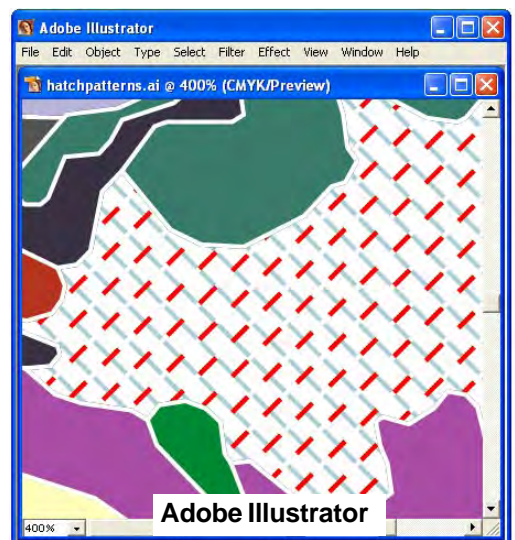 Adobe Illustrator
File Edit Object Type Select Filter Effect View Window Help
hatchpatterns.ai @ 400% (CMYK/Preview)
400%
Adobe Illustrator